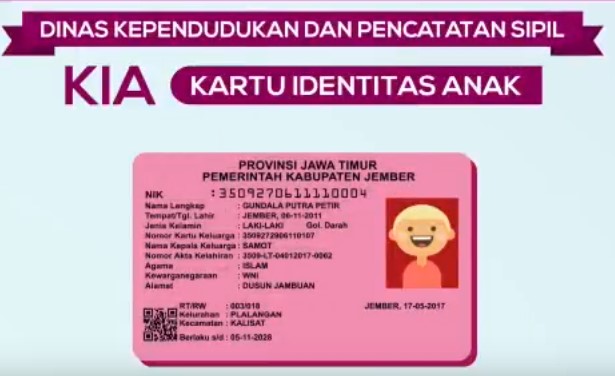 DINAS KEPENDUDUKAN DAN PENCATATAN SIPIL
KIA KARTU IDENTITAS ANAK
PROVINSI JAWA TIMUR
PEMERINTAH KABUPATEN JEMBER
NIK : 3509270611110004
Nama Lengkap : GUNDALA PUTRA PETIR
Tempat/Tgl. Lahir : JEMBER, 06-11-2011
Jenis Kelamin : LAKI-LAKI Gol. Darah
Nomor Kartu Keluarga : 3509272906110107
Nama Kepala Keluarga : SAMOT
Nomor Akta Kelahiran : 3509-LT-04012017-0062
Agama : ISLAM
Kewarganegaraan : WNI
Alamat : DUSUN JAMBUAN
RT/RW : 003/016
Kelurahan : PLALANGAN
Kecamatan : KALISAT
Berlaku s/d : 05-11-2028
JEMBER, 17-05-2017